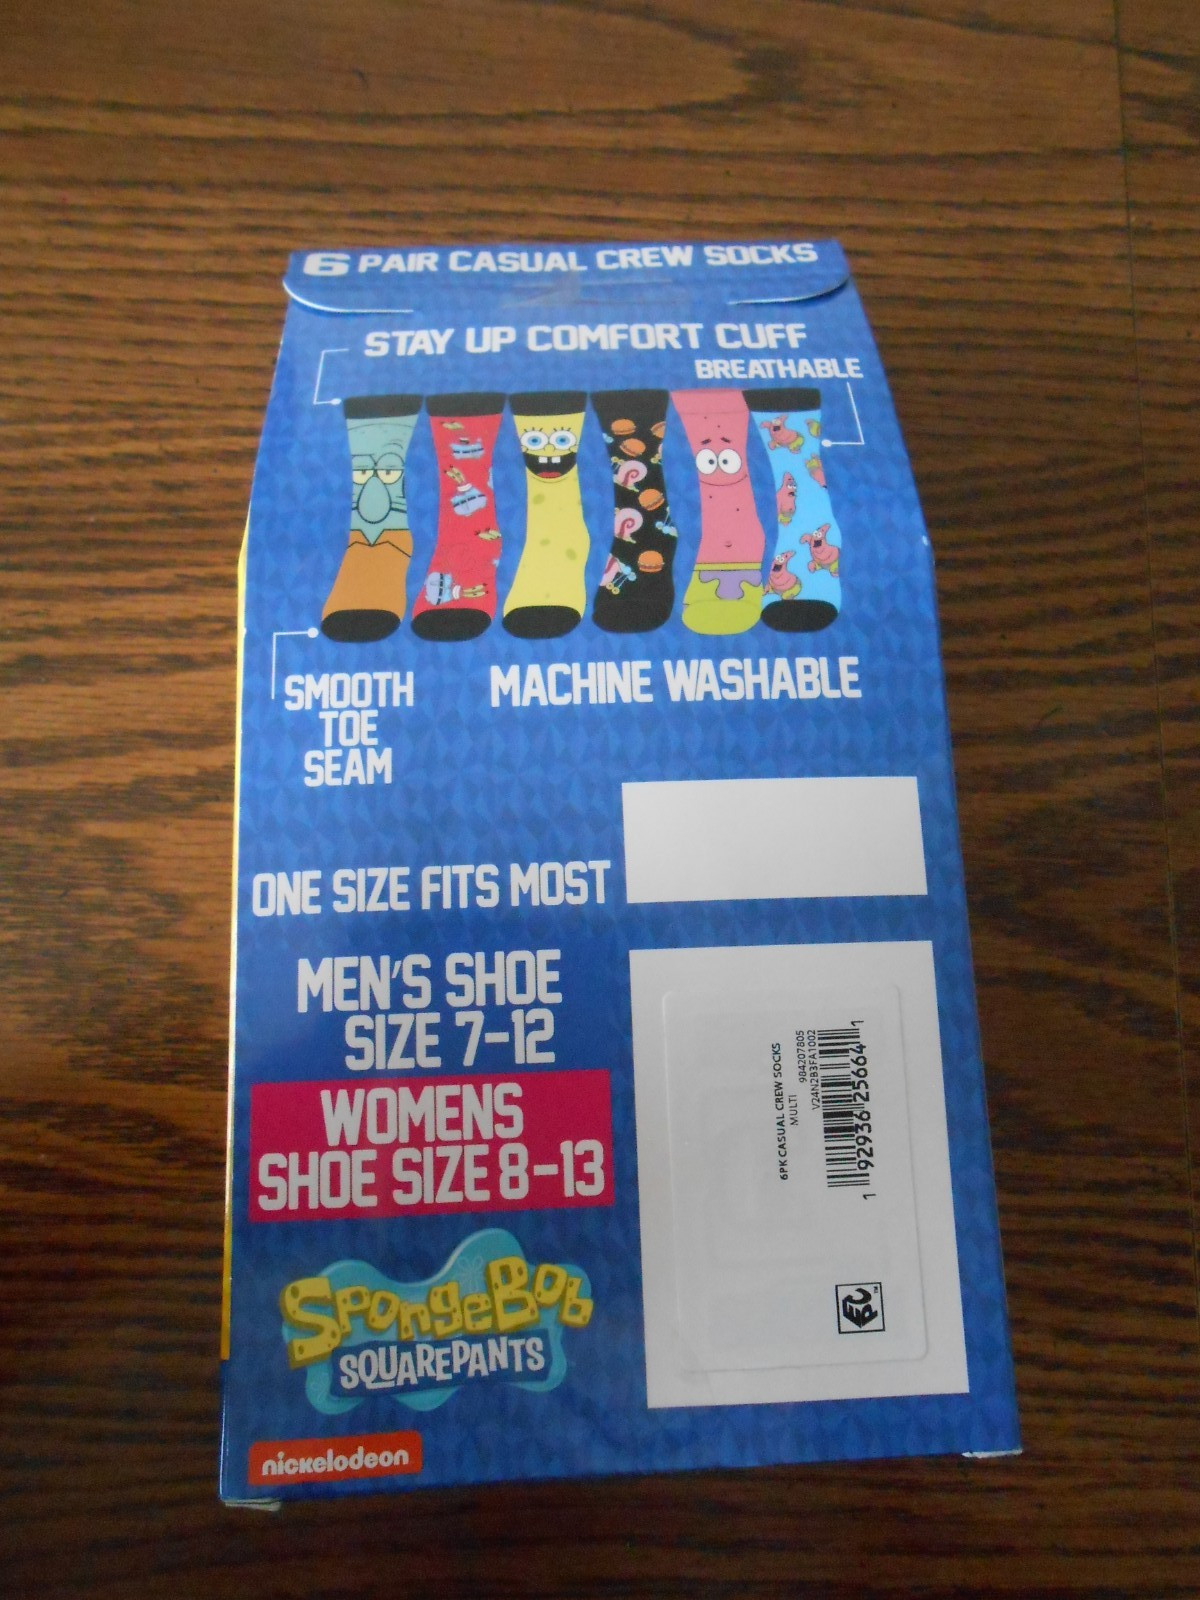 6 PAIR CASUAL CREW SOCKS
STAY UP COMFORT CUFF
BREATHABLE
SMOOTH
TOE
SEAM
MACHINE WASHABLE
ONE SIZE FITS MOST
MEN'S SHOE
SIZE 7-12
WOMENS
SHOE SIZE 8-13
SPONGEBOB
SQUAREPANTS
nickelodeon
6PK CASUAL CREW SOCKS
MULTI
984207805
V24N2B3FA1002
1 92936 25664 1
EPC™